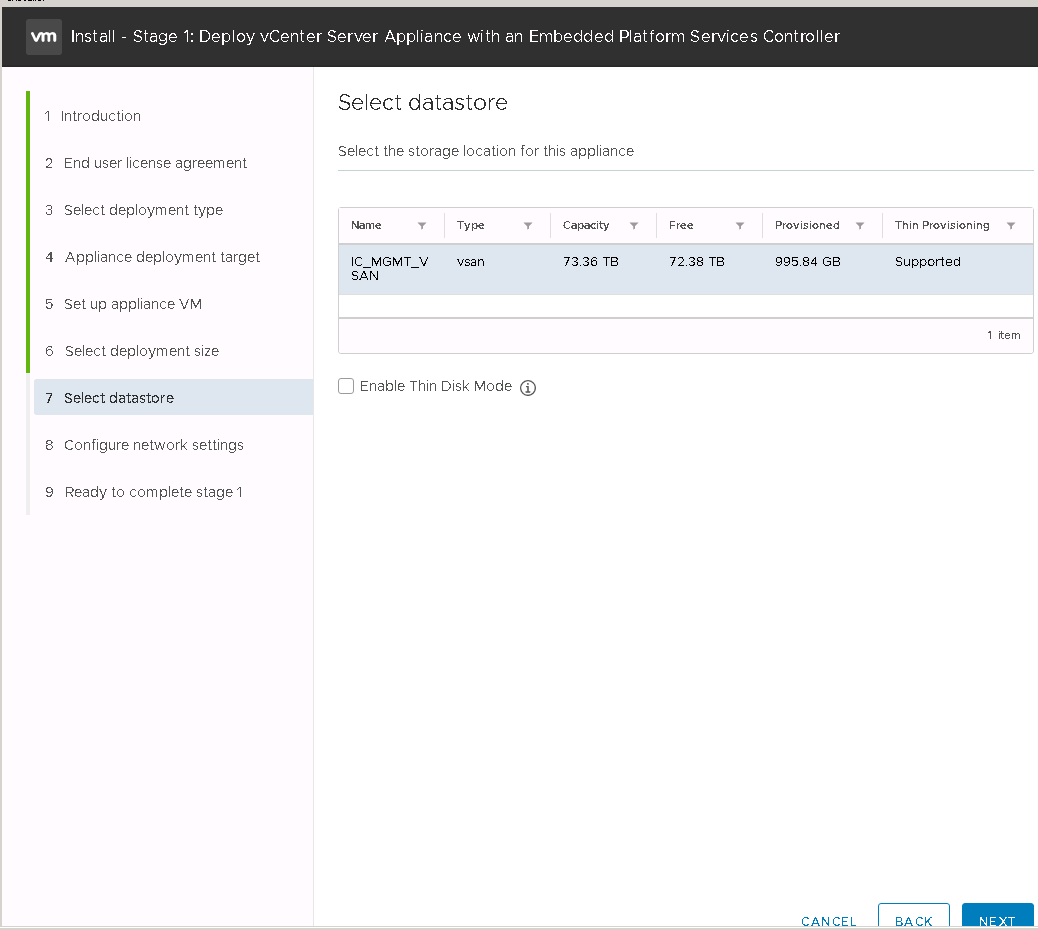 vm Install - Stage 1: Deploy vCenter Server Appliance with an Embedded Platform Services Controller
1 Introduction
2 End user license agreement
3 Select deployment type
4 Appliance deployment target
5 Set up appliance VM
6 Select deployment size
7 Select datastore
8 Configure network settings
9 Ready to complete stage 1
Select datastore
Select the storage location for this appliance
Name Type Capacity Free Provisioned Thin Provisioning
IC_MGMT_V vsan 73.36 TB 72.38 TB 995.84 GB Supported
SAN
1 item
Enable Thin Disk Mode
CANCEL BACK NEXT